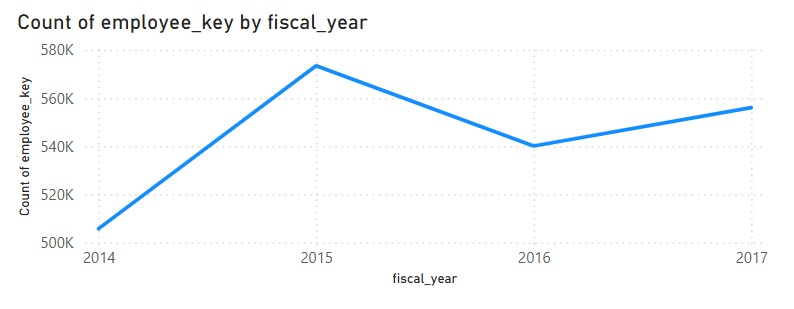 Count of employee_key by fiscal_year
580K
560K
540K
520K
500K
Count of employee_key
2014 2015 2016 2017
fiscal_year